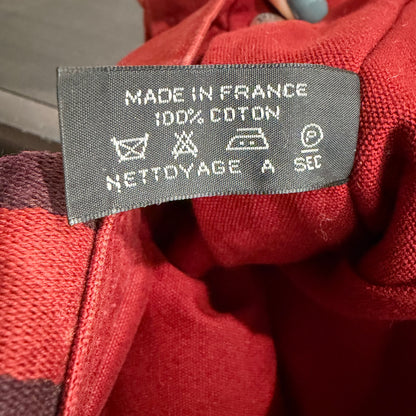 MADE IN FRANCE
100% COTON
P
NETTOYAGE A SEC